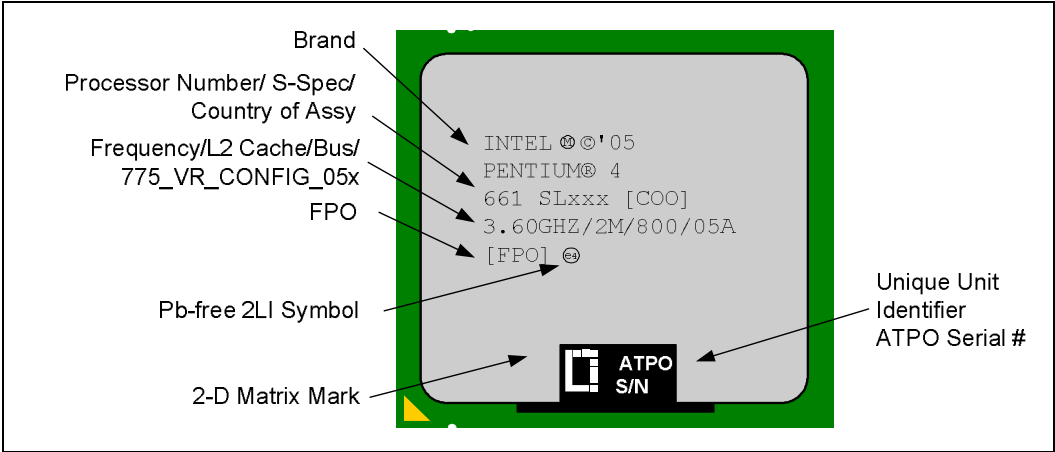 Brand
Processor Number/ S-Spec/
Country of Assy
Frequency/L2 Cache/Bus/
775_VR_CONFIG_05x
FPO
Pb-free 2LI Symbol
2-D Matrix Mark
INTEL Ⓜ©'05
PENTIUM® 4
661 SLxxx [COO]
3.60GHZ/2M/800/05A
[FPO] e4
ATPO
S/N
Unique Unit
Identifier
ATPO Serial #